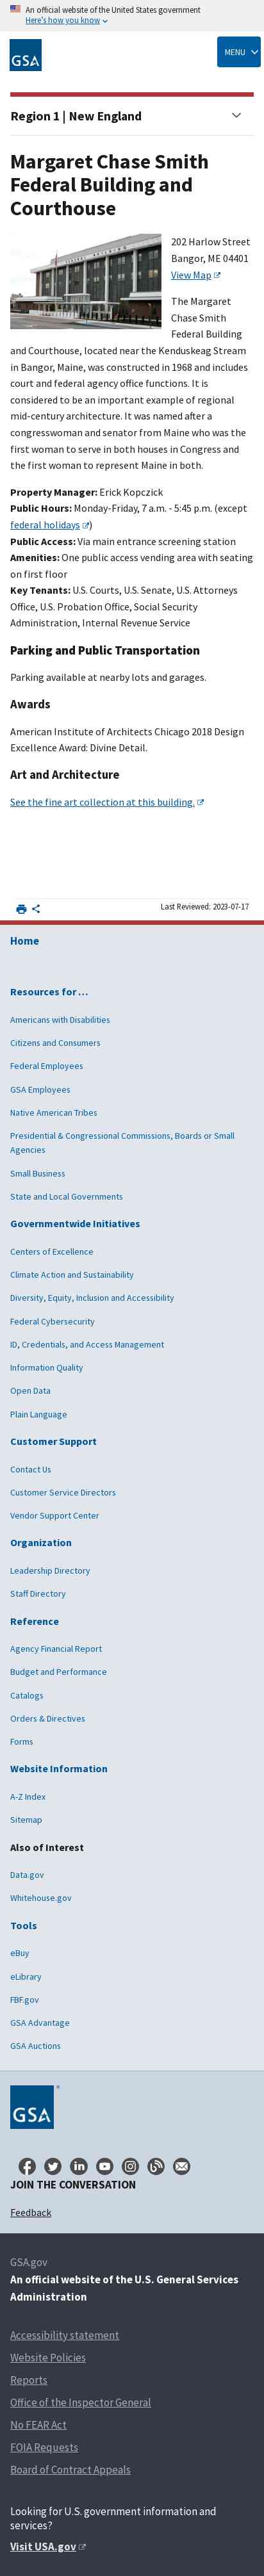 An official website of the United States government
Here's how you know
GSA
MENU
Region 1 | New England
Margaret Chase Smith
Federal Building and
Courthouse
202 Harlow Street
Bangor, ME 04401
View Map
The Margaret
Chase Smith
Federal Building
and Courthouse, located near the Kenduskeag Stream
in Bangor, Maine, was constructed in 1968 and includes
court and federal agency office functions. It is
considered to be an important example of regional
mid-century architecture. It was named after a
congresswoman and senator from Maine who was the
first woman to serve in both houses of Congress and
the first woman to represent Maine in both.
Property Manager: Erick Kopczick
Public Hours: Monday-Friday, 7 a.m. - 5:45 p.m. (except
federal holidays)
Public Access: Via main entrance screening station
Amenities: One public access vending area with seating
on first floor
Key Tenants: U.S. Courts, U.S. Senate, U.S. Attorneys
Office, U.S. Probation Office, Social Security
Administration, Internal Revenue Service
Parking and Public Transportation
Parking available at nearby lots and garages.
Awards
American Institute of Architects Chicago 2018 Design
Excellence Award: Divine Detail.
Art and Architecture
See the fine art collection at this building.
Last Reviewed: 2023-07-17
Home
Resources for …
Americans with Disabilities
Citizens and Consumers
Federal Employees
GSA Employees
Native American Tribes
Presidential & Congressional Commissions, Boards or Small
Agencies
Small Business
State and Local Governments
Governmentwide Initiatives
Centers of Excellence
Climate Action and Sustainability
Diversity, Equity, Inclusion and Accessibility
Federal Cybersecurity
ID, Credentials, and Access Management
Information Quality
Open Data
Plain Language
Customer Support
Contact Us
Customer Service Directors
Vendor Support Center
Organization
Leadership Directory
Staff Directory
Reference
Agency Financial Report
Budget and Performance
Catalogs
Orders & Directives
Forms
Website Information
A-Z Index
Sitemap
Also of Interest
Data.gov
Whitehouse.gov
Tools
eBuy
eLibrary
FBF.gov
GSA Advantage
GSA Auctions
GSA
JOIN THE CONVERSATION
Feedback
GSA.gov
An official website of the U.S. General Services
Administration
Accessibility statement
Website Policies
Reports
Office of the Inspector General
No FEAR Act
FOIA Requests
Board of Contract Appeals
Looking for U.S. government information and
services?
Visit USA.gov